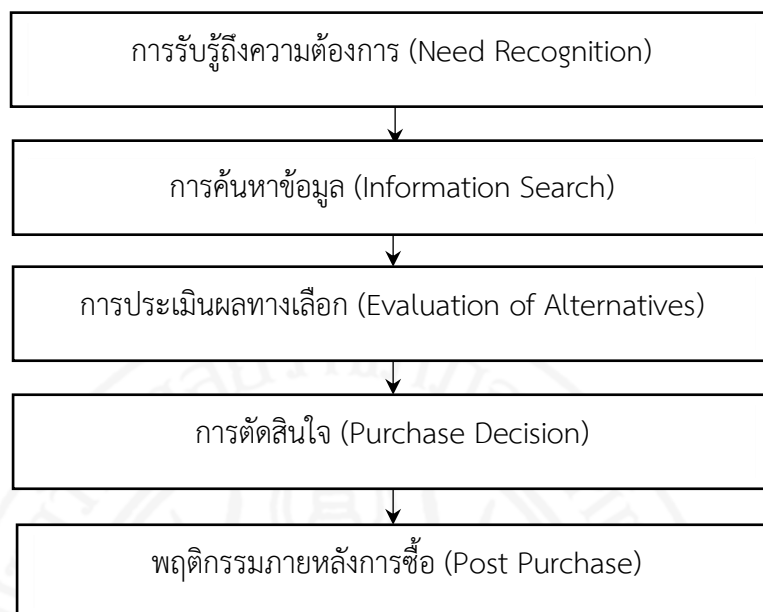 การรับรู้ถึงความต้องการ (Need Recognition)
การค้นหาข้อมูล (Information Search)
การประเมินผลทางเลือก (Evaluation of Alternatives)
การตัดสินใจ (Purchase Decision)
พฤติกรรมภายหลังการซื้อ (Post Purchase)